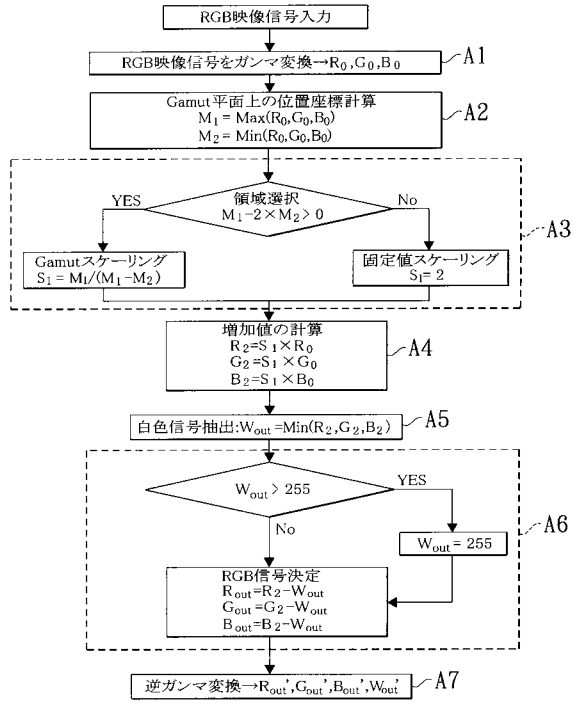 RGB映像信号入力
RGB映像信号をガンマ変換→R₀,G₀,B₀
A1
Gamut平面上の位置座標計算
M₁ = Max(R₀,G₀,B₀)
M₂ = Min(R₀,G₀,B₀)
A2
領域選択
M₁-2×M₂>0
YES
No
A3
Gamutスケーリング
S₁ = M₁/(M₁-M₂)
固定値スケーリング
S₁= 2
増加値の計算
R₂=S₁×R₀
G₂=S₁×G₀
B₂=S₁×B₀
A4
白色信号抽出:Wout=Min(R₂,G₂,B₂)
A5
Wout > 255
YES
No
A6
Wout = 255
RGB信号決定
Rout=R₂-Wout
Gout=G₂-Wout
Bout=B₂-Wout
逆ガンマ変換→Rout',Gout',Bout',Wout'
A7